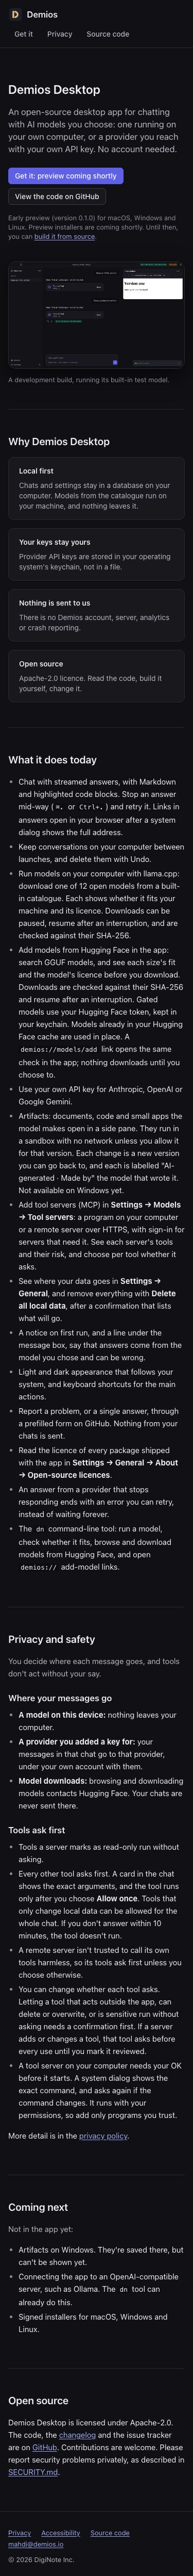 Demios
Get it Privacy Source code
Demios Desktop
An open-source desktop app for chatting
with AI models you choose: one running on
your own computer, or a provider you reach
with your own API key. No account needed.
Get it: preview coming shortly
View the code on GitHub
Early preview (version 0.1.0) for macOS, Windows and
Linux. Preview installers are coming shortly. Until then,
you can build it from source.
A development build, running its built-in test model.
Why Demios Desktop
Local first
Chats and settings stay in a database on your
computer. Models from the catalogue run on
your machine, and nothing leaves it.
Your keys stay yours
Provider API keys are stored in your operating
system's keychain, not in a file.
Nothing is sent to us
There is no Demios account, server, analytics
or crash reporting.
Open source
Apache-2.0 licence. Read the code, build it
yourself, change it.
What it does today
Chat with streamed answers, with Markdown
and highlighted code blocks. Stop an answer
mid-way (⌘. or Ctrl+.) and retry it. Links in
answers open in your browser after a system
dialog shows the full address.
Keep conversations on your computer between
launches, and delete them with Undo.
Run models on your computer with llama.cpp:
download one of 12 open models from a built-
in catalogue. Each shows whether it fits your
machine and its licence. Downloads can be
paused, resume after an interruption, and are
checked against their SHA-256.
Add models from Hugging Face in the app:
search GGUF models, and see each size's fit
and the model's licence before you download.
Downloads are checked against their SHA-256
and resume after an interruption. Gated
models use your Hugging Face token, kept in
your keychain. Models already in your Hugging
Face cache are used in place. A
demios://models/add link opens the same
check in the app; nothing downloads until you
choose to.
Use your own API key for Anthropic, OpenAI or
Google Gemini.
Artifacts: documents, code and small apps the
model makes open in a side pane. They run in
a sandbox with no network unless you allow it
for that version. Each change is a new version
you can go back to, and each is labelled "AI-
generated · Made by" the model that wrote it.
Not available on Windows yet.
Add tool servers (MCP) in Settings → Models
→ Tool servers: a program on your computer
or a remote server over HTTPS, with sign-in for
servers that need it. See each server's tools
and their risk, and choose per tool whether it
asks.
See where your data goes in Settings →
General, and remove everything with Delete
all local data, after a confirmation that lists
what will go.
A notice on first run, and a line under the
message box, say that answers come from the
model you chose and can be wrong.
Light and dark appearance that follows your
system, and keyboard shortcuts for the main
actions.
Report a problem, or a single answer, through
a prefilled form on GitHub. Nothing from your
chats is sent.
Read the licence of every package shipped
with the app in Settings → General → About
→ Open-source licences.
An answer from a provider that stops
responding ends with an error you can retry,
instead of waiting forever.
The dn command-line tool: run a model,
check whether it fits, browse and download
models from Hugging Face, and open
demios:// add-model links.
Privacy and safety
You decide where each message goes, and tools
don't act without your say.
Where your messages go
A model on this device: nothing leaves your
computer.
A provider you added a key for: your
messages in that chat go to that provider,
under your own account with them.
Model downloads: browsing and downloading
models contacts Hugging Face. Your chats are
never sent there.
Tools ask first
Tools a server marks as read-only run without
asking.
Every other tool asks first. A card in the chat
shows the exact arguments, and the tool runs
only after you choose Allow once. Tools that
only change local data can be allowed for the
whole chat. If you don't answer within 10
minutes, the tool doesn't run.
A remote server isn't trusted to call its own
tools harmless, so its tools ask first unless you
choose otherwise.
You can change whether each tool asks.
Letting a tool that acts outside the app, can
delete or overwrite, or is sensitive run without
asking needs a confirmation first. If a server
adds or changes a tool, that tool asks before
every use until you mark it reviewed.
A tool server on your computer needs your OK
before it starts. A system dialog shows the
exact command, and asks again if the
command changes. It runs with your
permissions, so add only programs you trust.
More detail is in the privacy policy.
Coming next
Not in the app yet:
Artifacts on Windows. They're saved there, but
can't be shown yet.
Connecting the app to an OpenAI-compatible
server, such as Ollama. The dn tool can
already do this.
Signed installers for macOS, Windows and
Linux.
Open source
Demios Desktop is licensed under Apache-2.0.
The code, the changelog and the issue tracker
are on GitHub. Contributions are welcome. Please
report security problems privately, as described in
SECURITY.md.
Privacy Accessibility Source code
mahdi@demios.io
© 2026 DigiNote Inc.